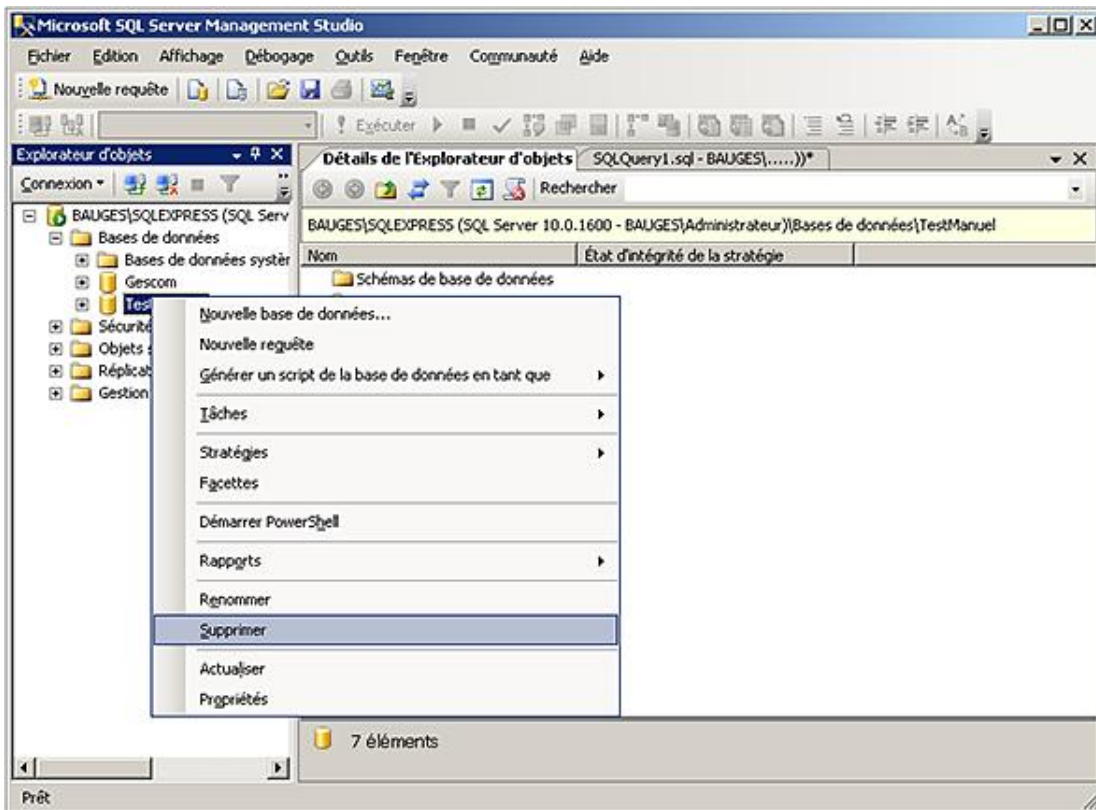 Microsoft SQL Server Management Studio
Fichier Edition Affichage Débogage Outils Fenêtre Communauté Aide
Nouvelle requête
Exécuter
Explorateur d'objets
Détails de l'Explorateur d'objets SQLQuery1.sql - BAUGES\.....))*
Connexion
Rechercher
BAUGES\SQLEXPRESS (SQL Serv
BAUGES\SQLEXPRESS (SQL Server 10.0.1600 - BAUGES\Administrateur)\Bases de données\TestManuel
Bases de données
Nom État d'intégrité de la stratégie
Bases de données systèr
Schémas de base de données
Gescom
Tes
Sécurité
Objets s
Réplicat
Gestion
Nouvelle base de données...
Nouvelle requête
Générer un script de la base de données en tant que
Tâches
Stratégies
Facettes
Démarrer PowerShell
Rapports
Renommer
Supprimer
Actualiser
Propriétés
7 éléments
Prêt